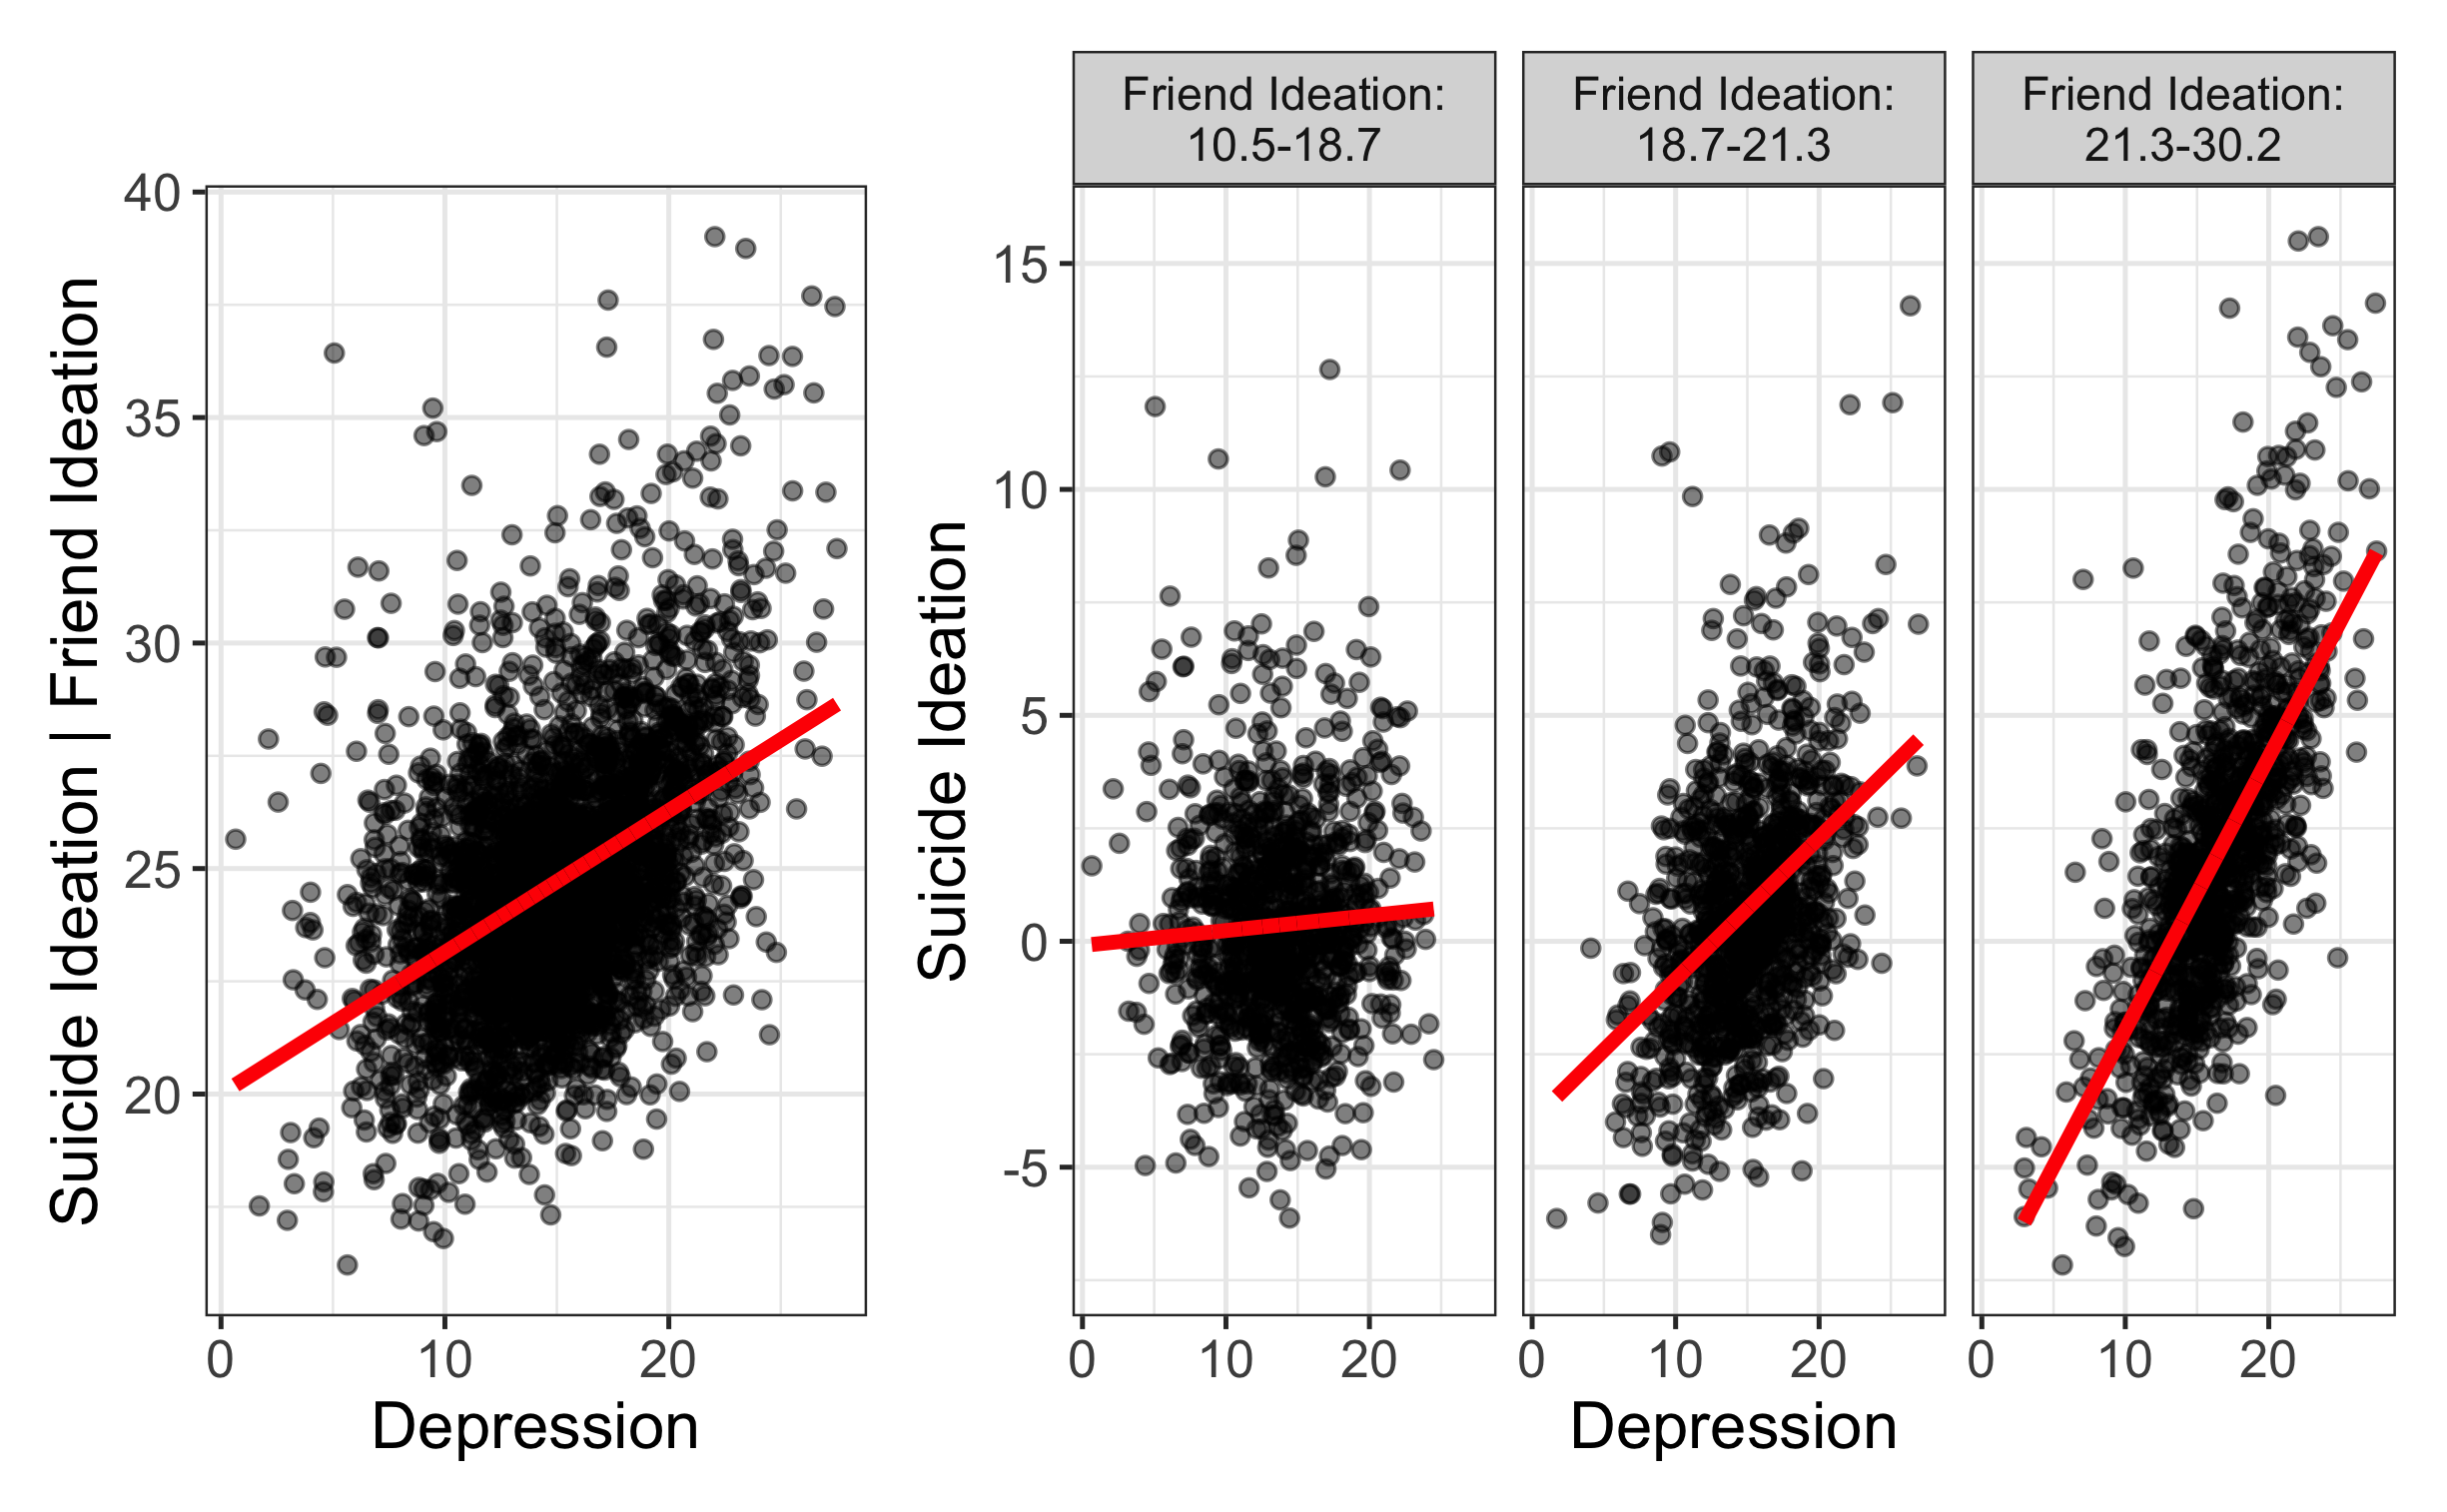 Suicide Ideation | Friend Ideation
40
35
30
25
20
0 10 20
Depression
Friend Ideation:
10.5-18.7
Friend Ideation:
18.7-21.3
Friend Ideation:
21.3-30.2
Suicide Ideation
15
10
5
0
-5
0 10 20
0 10 20
0 10 20
Depression